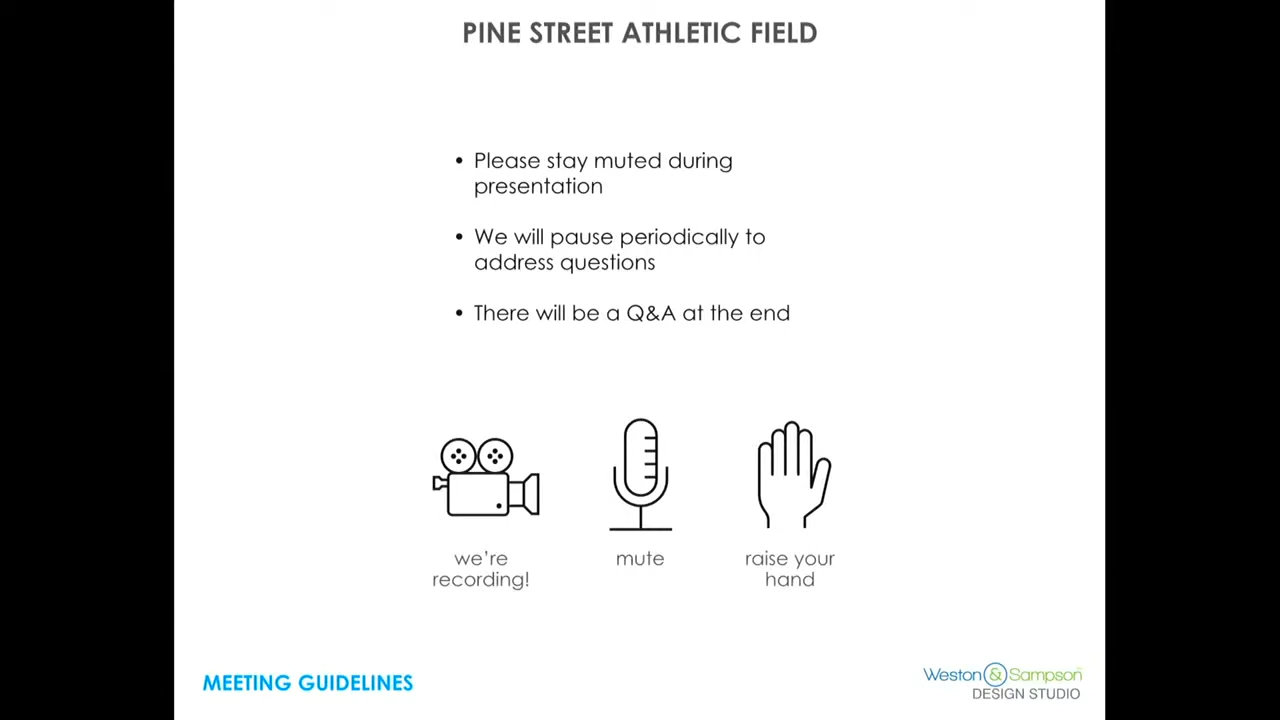 PINE STREET ATHLETIC FIELD
• Please stay muted during
presentation
• We will pause periodically to
address questions
• There will be a Q&A at the end
we're
recording!
mute
raise your
hand
MEETING GUIDELINES
Weston & Sampson
DESIGN STUDIO